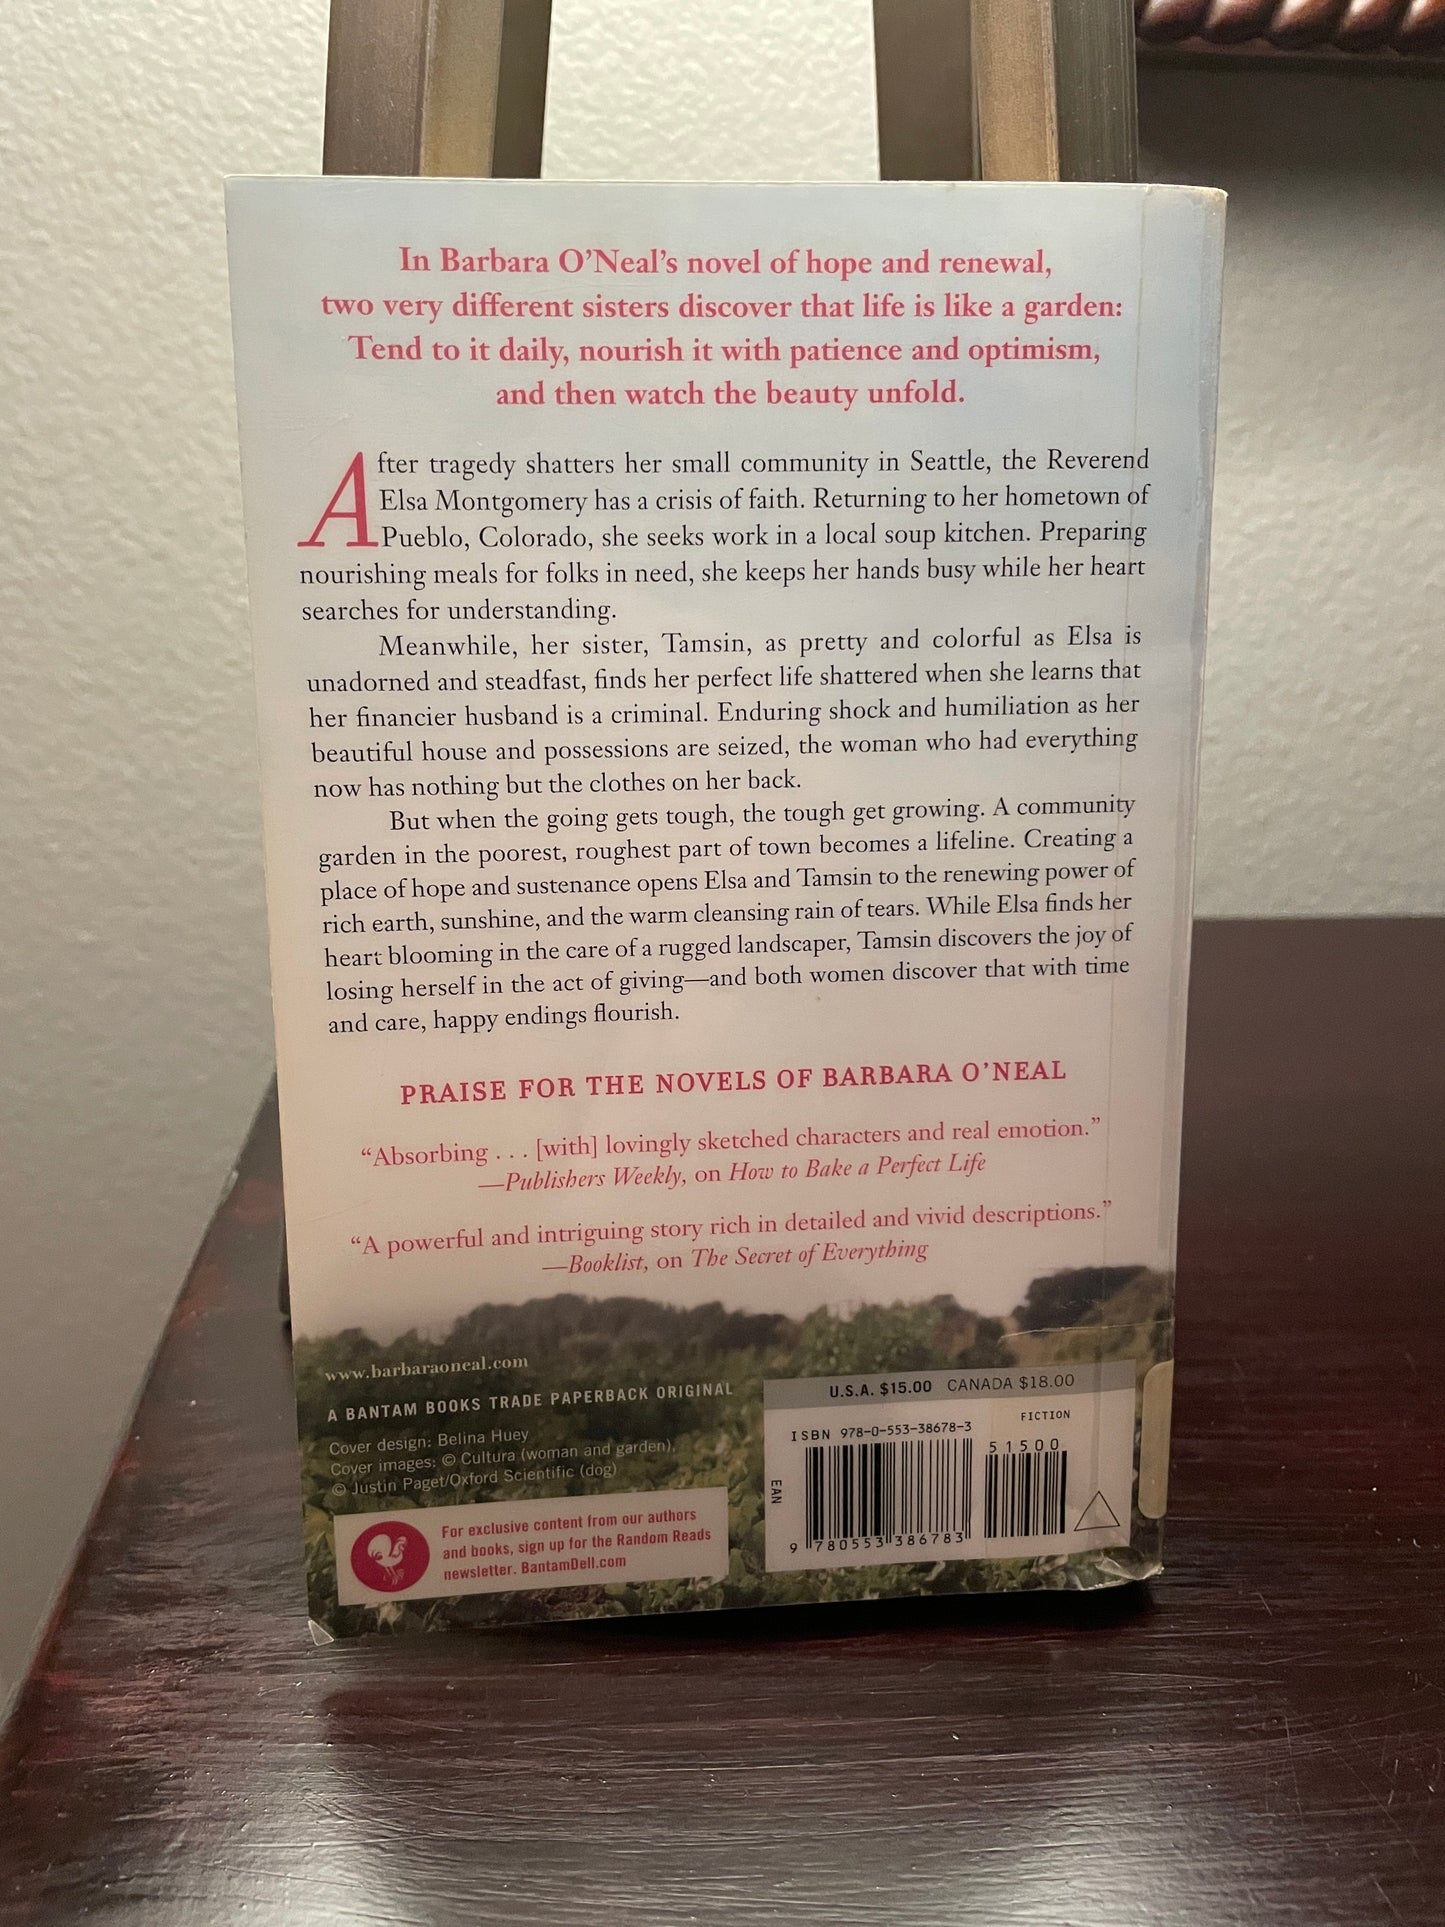 In Barbara O’Neal’s novel of hope and renewal,
two very different sisters discover that life is like a garden:
Tend to it daily, nourish it with patience and optimism,
and then watch the beauty unfold.
After tragedy shatters her small community in Seattle, the Reverend
Elsa Montgomery has a crisis of faith. Returning to her hometown of
Pueblo, Colorado, she seeks work in a local soup kitchen. Preparing
nourishing meals for folks in need, she keeps her hands busy while her heart
searches for understanding.
Meanwhile, her sister, Tamsin, as pretty and colorful as Elsa is
unadorned and steadfast, finds her perfect life shattered when she learns that
her financier husband is a criminal. Enduring shock and humiliation as her
beautiful house and possessions are seized, the woman who had everything
now has nothing but the clothes on her back.
But when the going gets tough, the tough get growing. A community
garden in the poorest, roughest part of town becomes a lifeline. Creating a
place of hope and sustenance opens Elsa and Tamsin to the renewing power of
rich earth, sunshine, and the warm cleansing rain of tears. While Elsa finds her
heart blooming in the care of a rugged landscaper, Tamsin discovers the joy of
losing herself in the act of giving—and both women discover that with time
and care, happy endings flourish.
PRAISE FOR THE NOVELS OF BARBARA O’NEAL
“Absorbing . . . [with] lovingly sketched characters and real emotion.”
—Publishers Weekly, on How to Bake a Perfect Life
“A powerful and intriguing story rich in detailed and vivid descriptions.”
—Booklist, on The Secret of Everything
www.barbaraoneal.com
A BANTAM BOOKS TRADE PAPERBACK ORIGINAL
Cover design: Belina Huey
Cover images: © Cultura (woman and garden),
© Justin Paget/Oxford Scientific (dog)
For exclusive content from our authors
and books, sign up for the Random Reads
newsletter. BantamDell.com
U.S.A. $15.00 CANADA $18.00
FICTION
ISBN 978-0-553-38678-3
51500
EAN
9 780553 386783